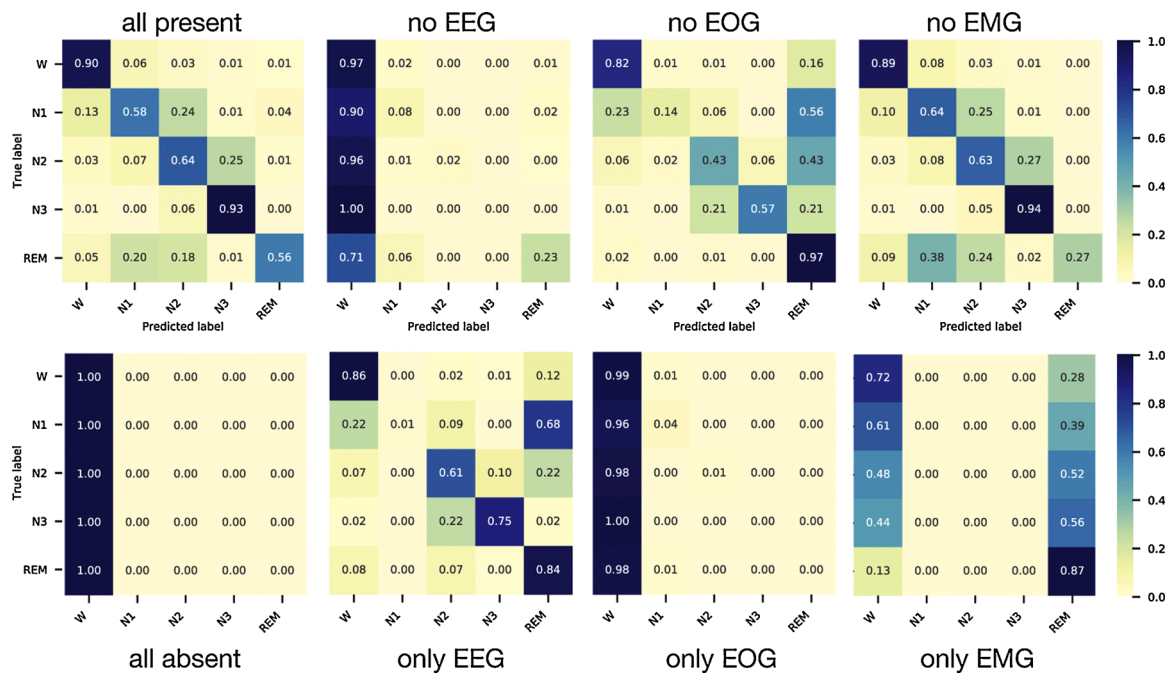 all present no EEG no EOG no EMG
W 0.90 0.06 0.03 0.01 0.01 0.97 0.02 0.00 0.00 0.01 0.82 0.01 0.01 0.00 0.16 0.89 0.08 0.03 0.01 0.00 1.0
N1 0.13 0.58 0.24 0.01 0.04 0.90 0.08 0.00 0.00 0.02 0.23 0.14 0.06 0.00 0.56 0.10 0.64 0.25 0.01 0.00 0.8
N2 0.03 0.07 0.64 0.25 0.01 0.96 0.01 0.02 0.00 0.00 0.06 0.02 0.43 0.06 0.43 0.03 0.08 0.63 0.27 0.00 0.6
True label
N3 0.01 0.00 0.06 0.93 0.00 1.00 0.00 0.00 0.00 0.00 0.01 0.00 0.21 0.57 0.21 0.01 0.00 0.05 0.94 0.00 0.4
REM 0.05 0.20 0.18 0.01 0.56 0.71 0.06 0.00 0.00 0.23 0.02 0.00 0.01 0.00 0.97 0.09 0.38 0.24 0.02 0.27 0.2
0.0
W N1 N2 N3 REM W N1 N2 N3 REM W N1 N2 N3 REM W N1 N2 N3 REM
Predicted label Predicted label Predicted label Predicted label
W 1.00 0.00 0.00 0.00 0.00 0.86 0.00 0.02 0.01 0.12 0.99 0.01 0.00 0.00 0.00 0.72 0.00 0.00 0.00 0.28 1.0
N1 1.00 0.00 0.00 0.00 0.00 0.22 0.01 0.09 0.00 0.68 0.96 0.04 0.00 0.00 0.00 0.61 0.00 0.00 0.00 0.39 0.8
N2 1.00 0.00 0.00 0.00 0.00 0.07 0.00 0.61 0.10 0.22 0.98 0.00 0.01 0.00 0.00 0.48 0.00 0.00 0.00 0.52 0.6
True label
N3 1.00 0.00 0.00 0.00 0.00 0.02 0.00 0.22 0.75 0.02 1.00 0.00 0.00 0.00 0.00 0.44 0.00 0.00 0.00 0.56 0.4
REM 1.00 0.00 0.00 0.00 0.00 0.08 0.00 0.07 0.00 0.84 0.98 0.01 0.00 0.00 0.00 0.13 0.00 0.00 0.00 0.87 0.2
0.0
W N1 N2 N3 REM W N1 N2 N3 REM W N1 N2 N3 REM W N1 N2 N3 REM
all absent only EEG only EOG only EMG